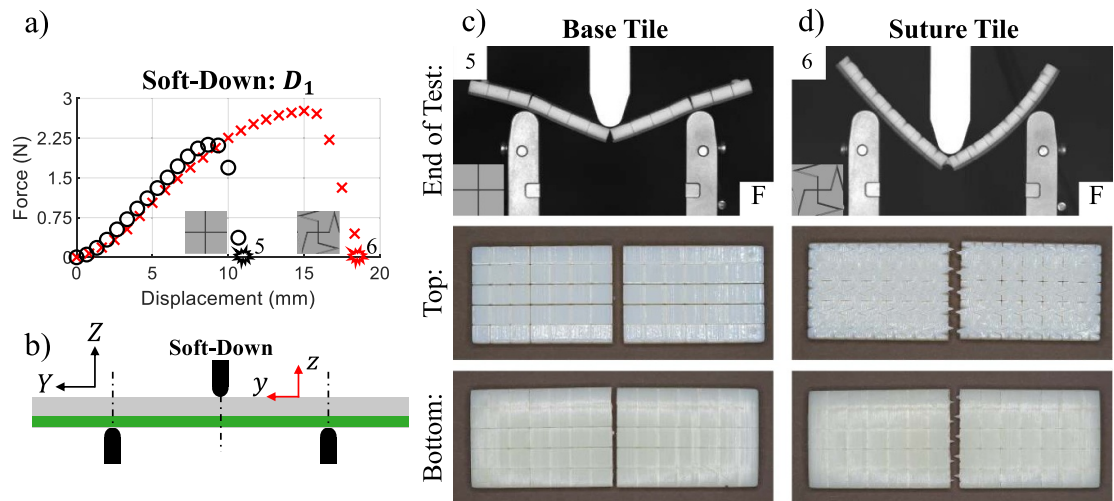 a)
Soft-Down: D₁
Force (N)
3
2.25
1.5
0.75
0
0 5 10 15 20
5
6
Displacement (mm)
b)
Soft-Down
Z
Y
z
y
c)
Base Tile
d)
Suture Tile
End of Test:
5
F
6
F
Top:
Bottom: